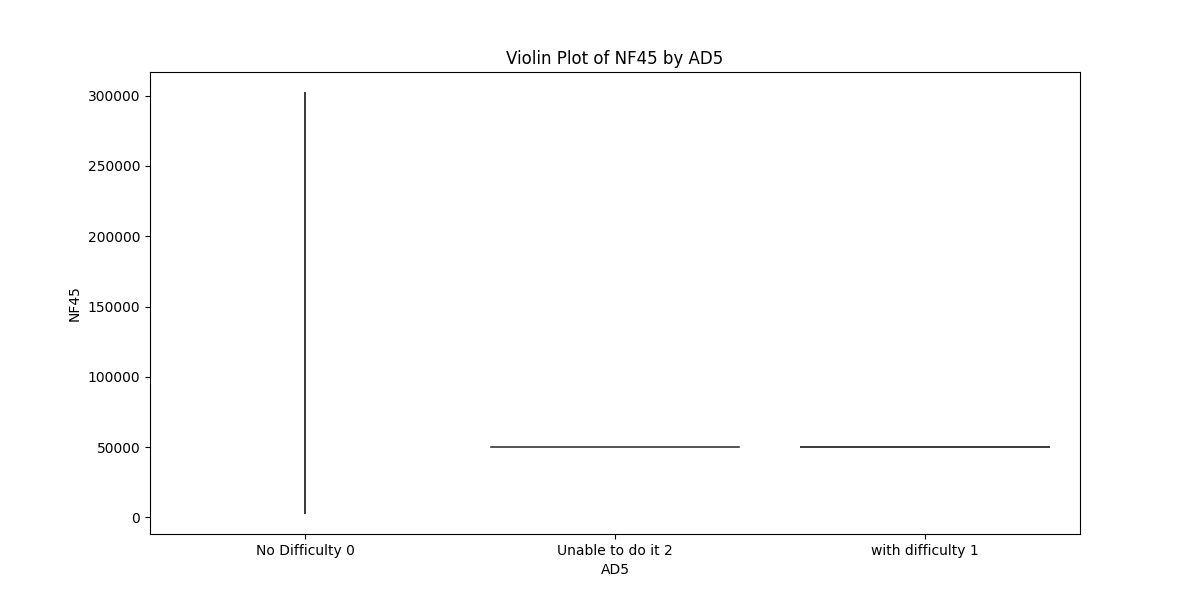 Violin Plot of NF45 by AD5
300000
250000
200000
150000
100000
50000
0
NF45
No Difficulty 0
Unable to do it 2
with difficulty 1
AD5